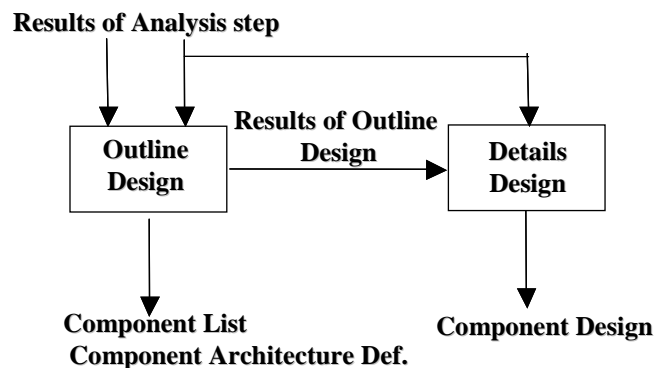 Results of Analysis step
Results of Outline
Design
Outline
Design
Details
Design
Component List
Component Architecture Def.
Component Design